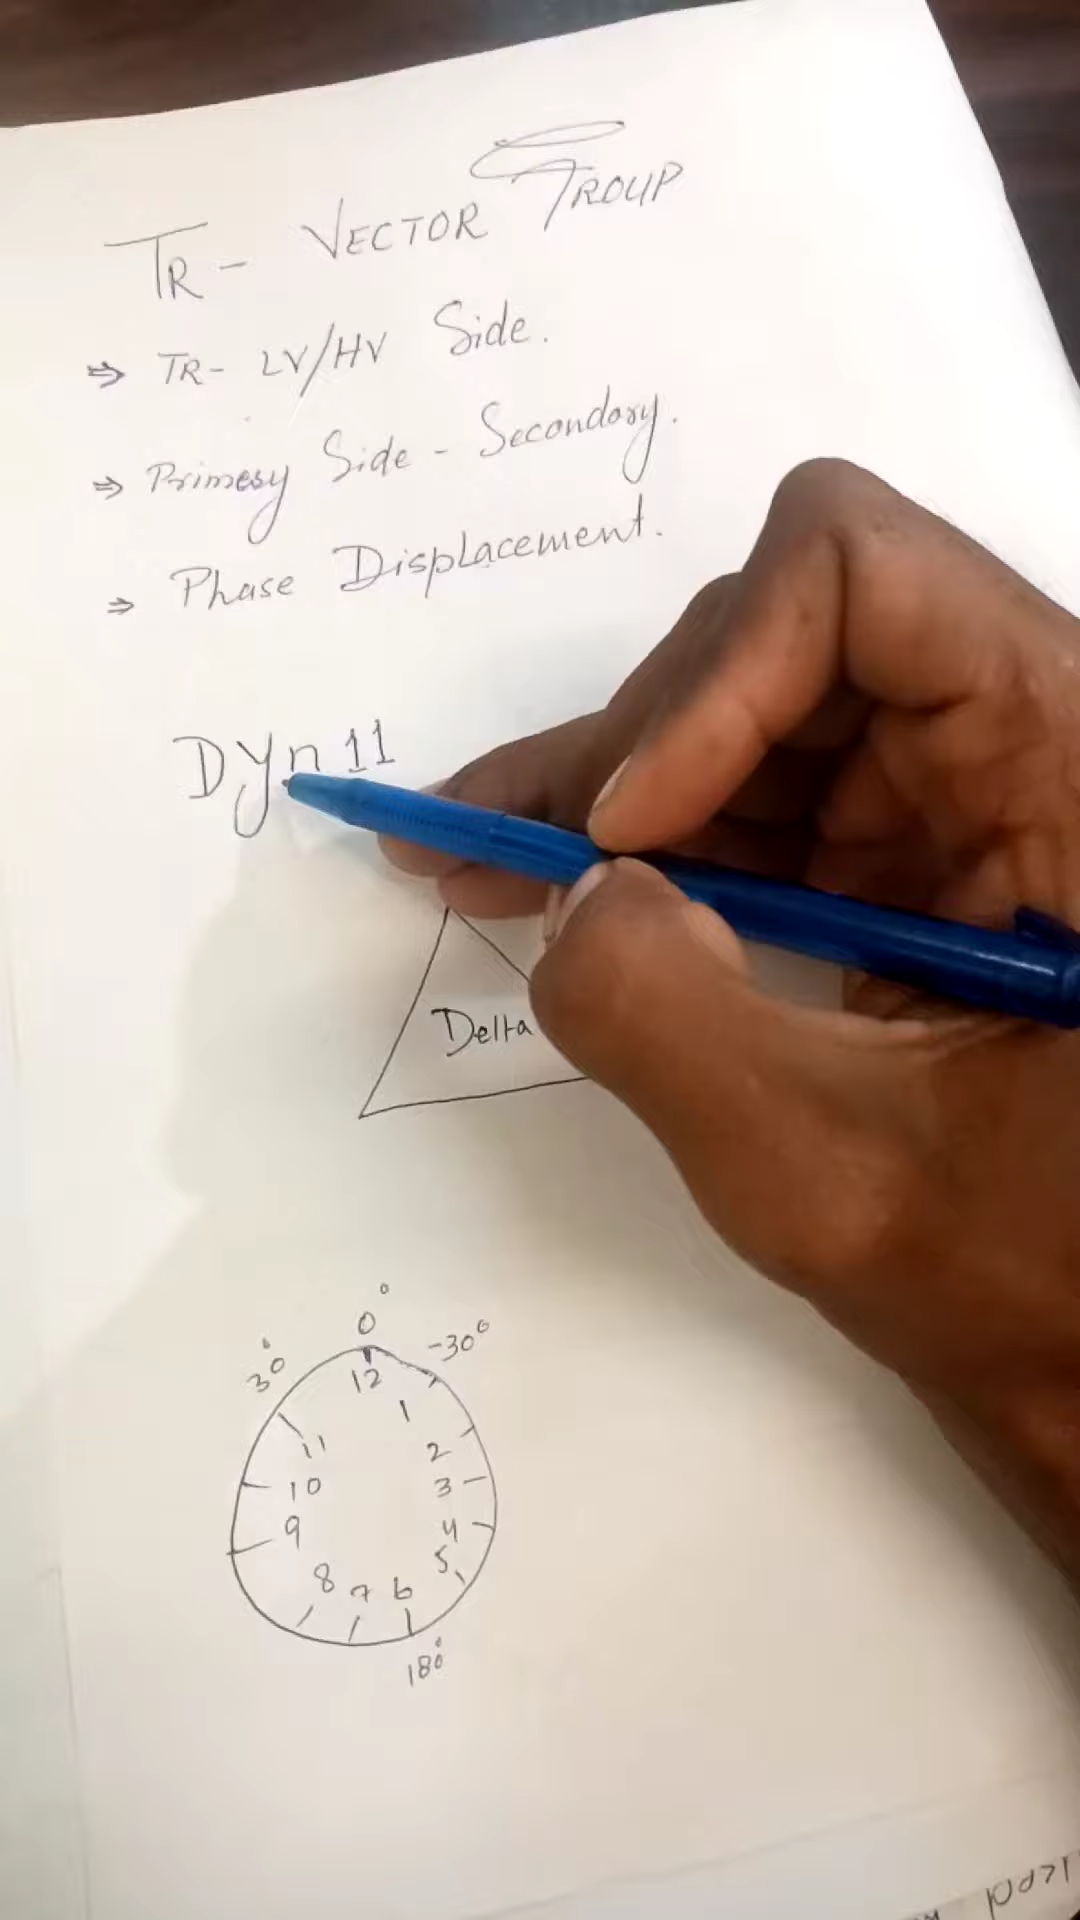 TR - VECTOR GROUP
⇒ TR- LV/HV Side.
⇒ Primesy Side - Secondary.
⇒ Phase Displacement.
Dyn 11
Delta
0°
30°
-30°
12
1
11
2
10
3
9
4
5
8
7
6
180°